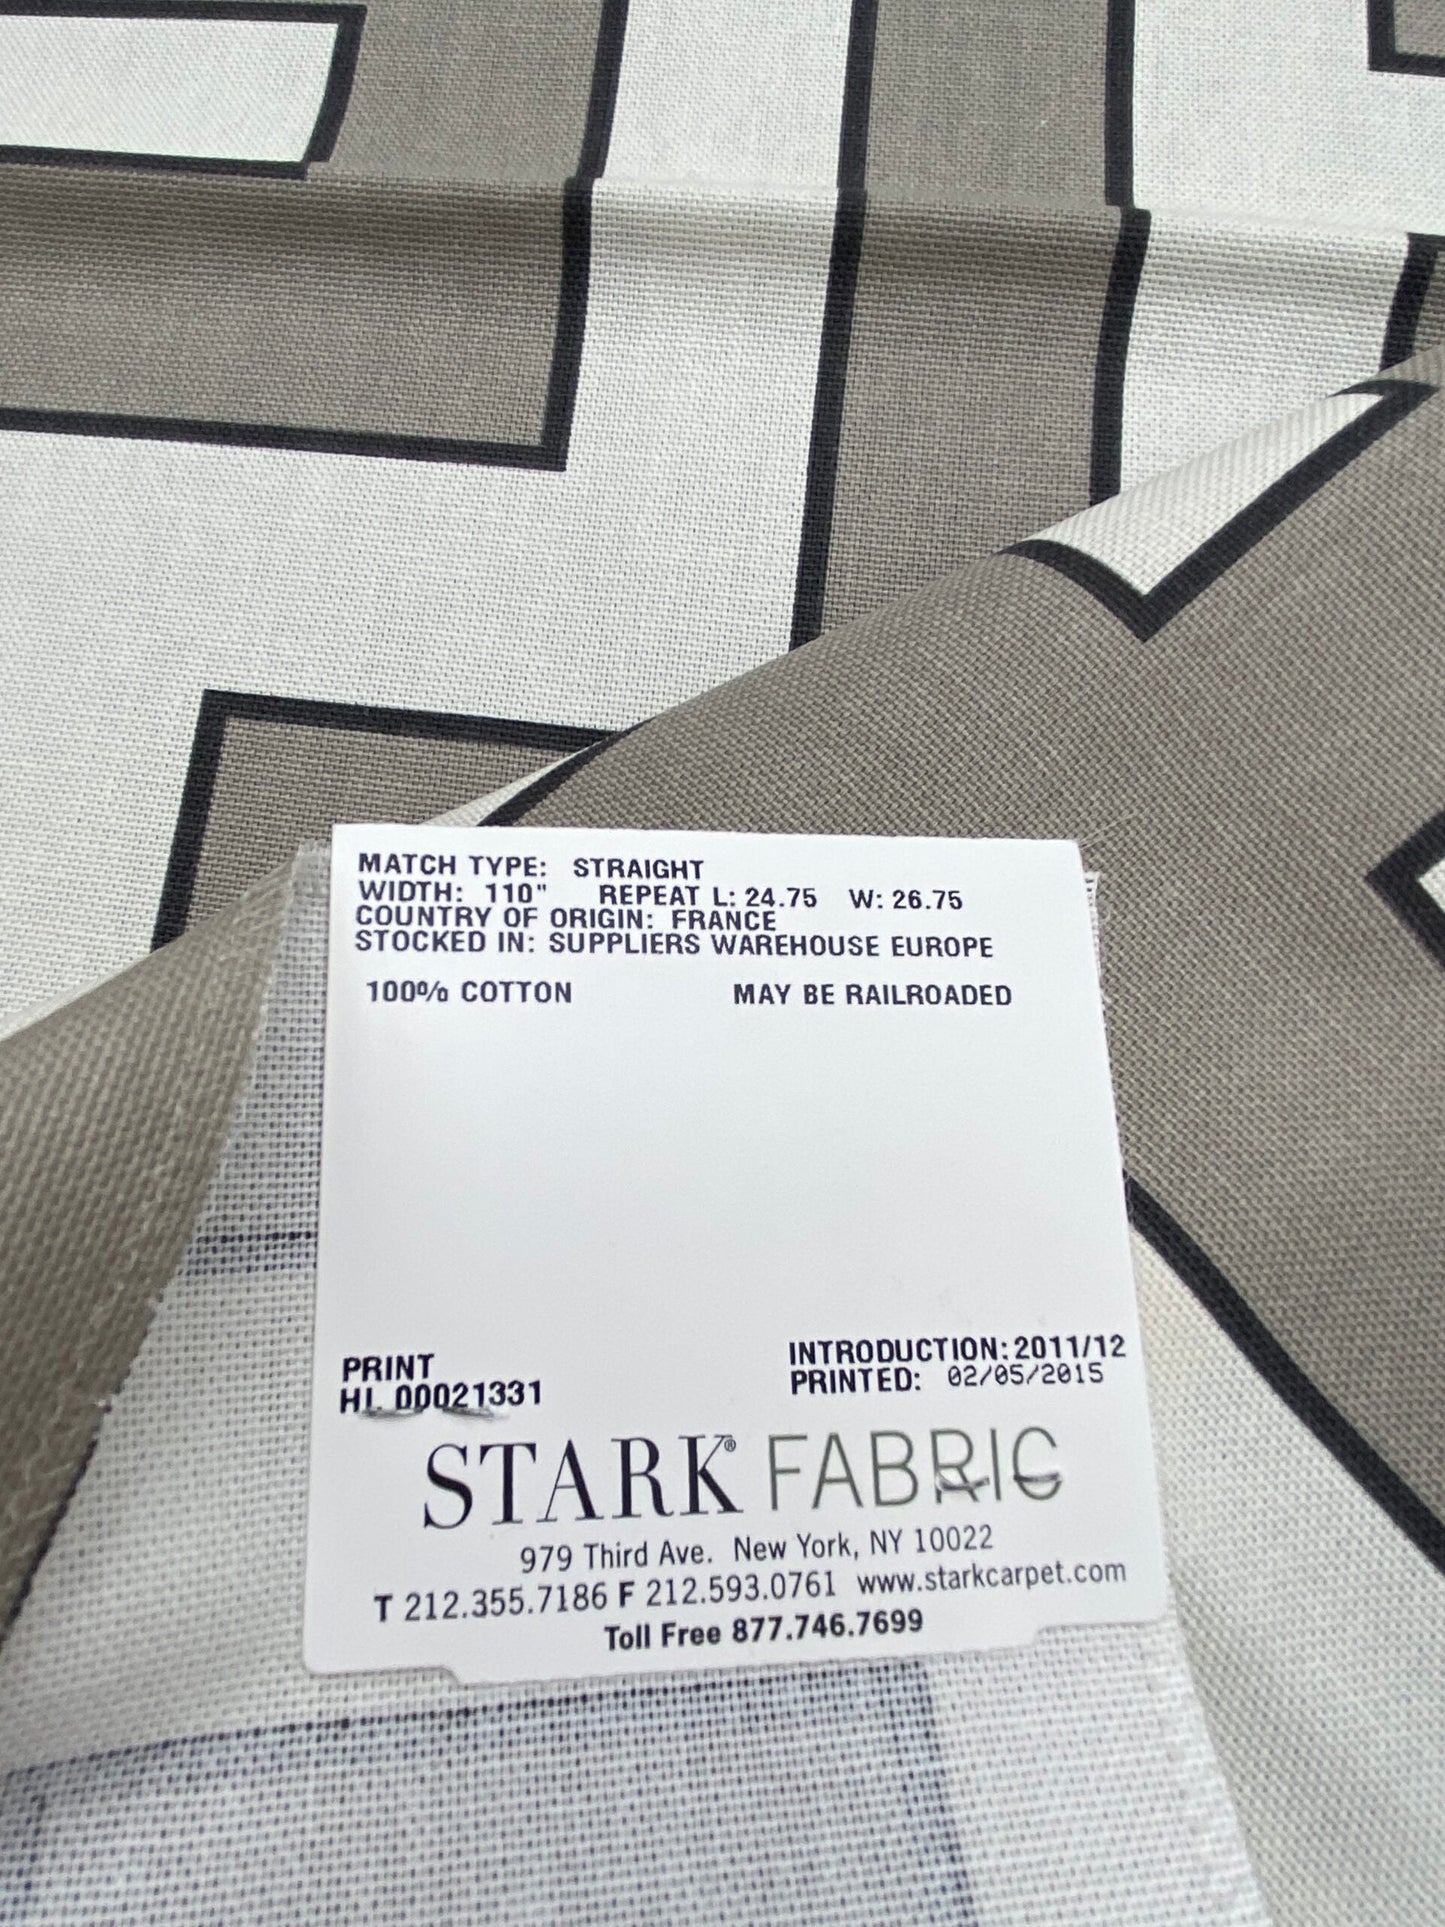 MATCH TYPE: STRAIGHT
WIDTH: 110" REPEAT L: 24.75 W: 26.75
COUNTRY OF ORIGIN: FRANCE
STOCKED IN: SUPPLIERS WAREHOUSE EUROPE
100% COTTON MAY BE RAILROADED
PRINT INTRODUCTION: 2011/12
HL 00021331 PRINTED: 02/05/2015
STARK® FABRIC
979 Third Ave. New York, NY 10022
T 212.355.7186 F 212.593.0761 www.starkcarpet.com
Toll Free 877.746.7699